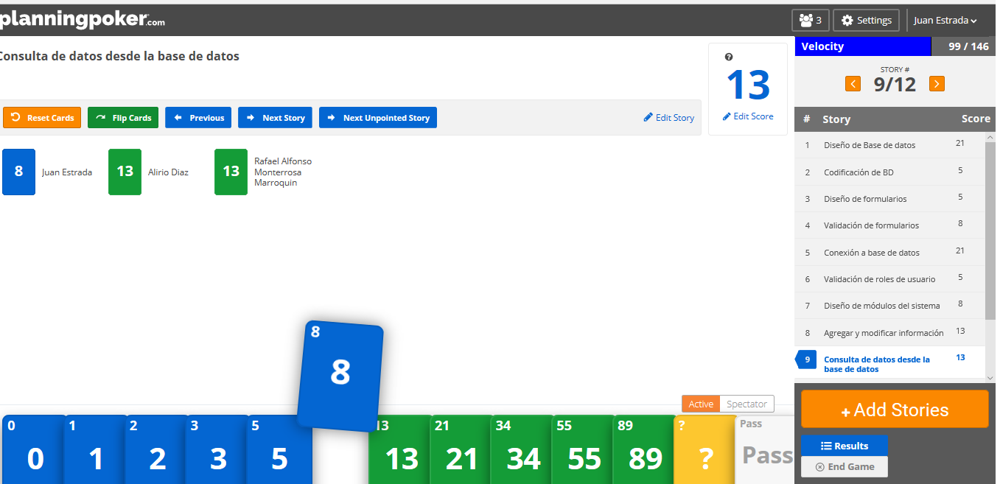 planningpoker.com
3
Settings
Juan Estrada
Consulta de datos desde la base de datos
?
13
Edit Score
Reset Cards
Flip Cards
Previous
Next Story
Next Unpointed Story
Edit Story
8
Juan Estrada
13
Alirio Diaz
13
Rafael Alfonso
Monterrosa
Marroquin
Velocity
99 / 146
STORY #
9/12
# Story Score
1 Diseño de Base de datos 21
2 Codificación de BD 5
3 Diseño de formularios 5
4 Validación de formularios 8
5 Conexión a base de datos 21
6 Validación de roles de usuario 5
7 Diseño de módulos del sistema 8
8 Agregar y modificar información 13
9 Consulta de datos desde la 13
base de datos
8
8
Active
Spectator
0
0
1
1
2
2
3
3
5
5
13
13
21
21
34
34
55
55
89
89
?
?
Pass
Pass
+ Add Stories
Results
End Game